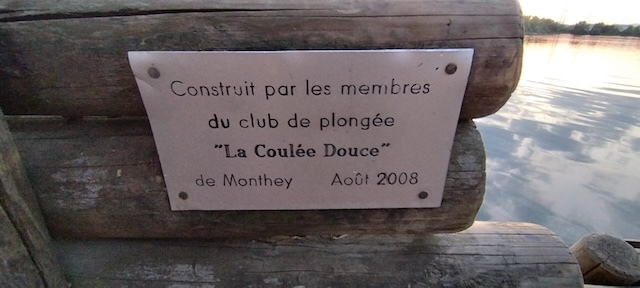 Construit par les membres
du club de plongée
"La Coulée Douce"
de Monthey Août 2008